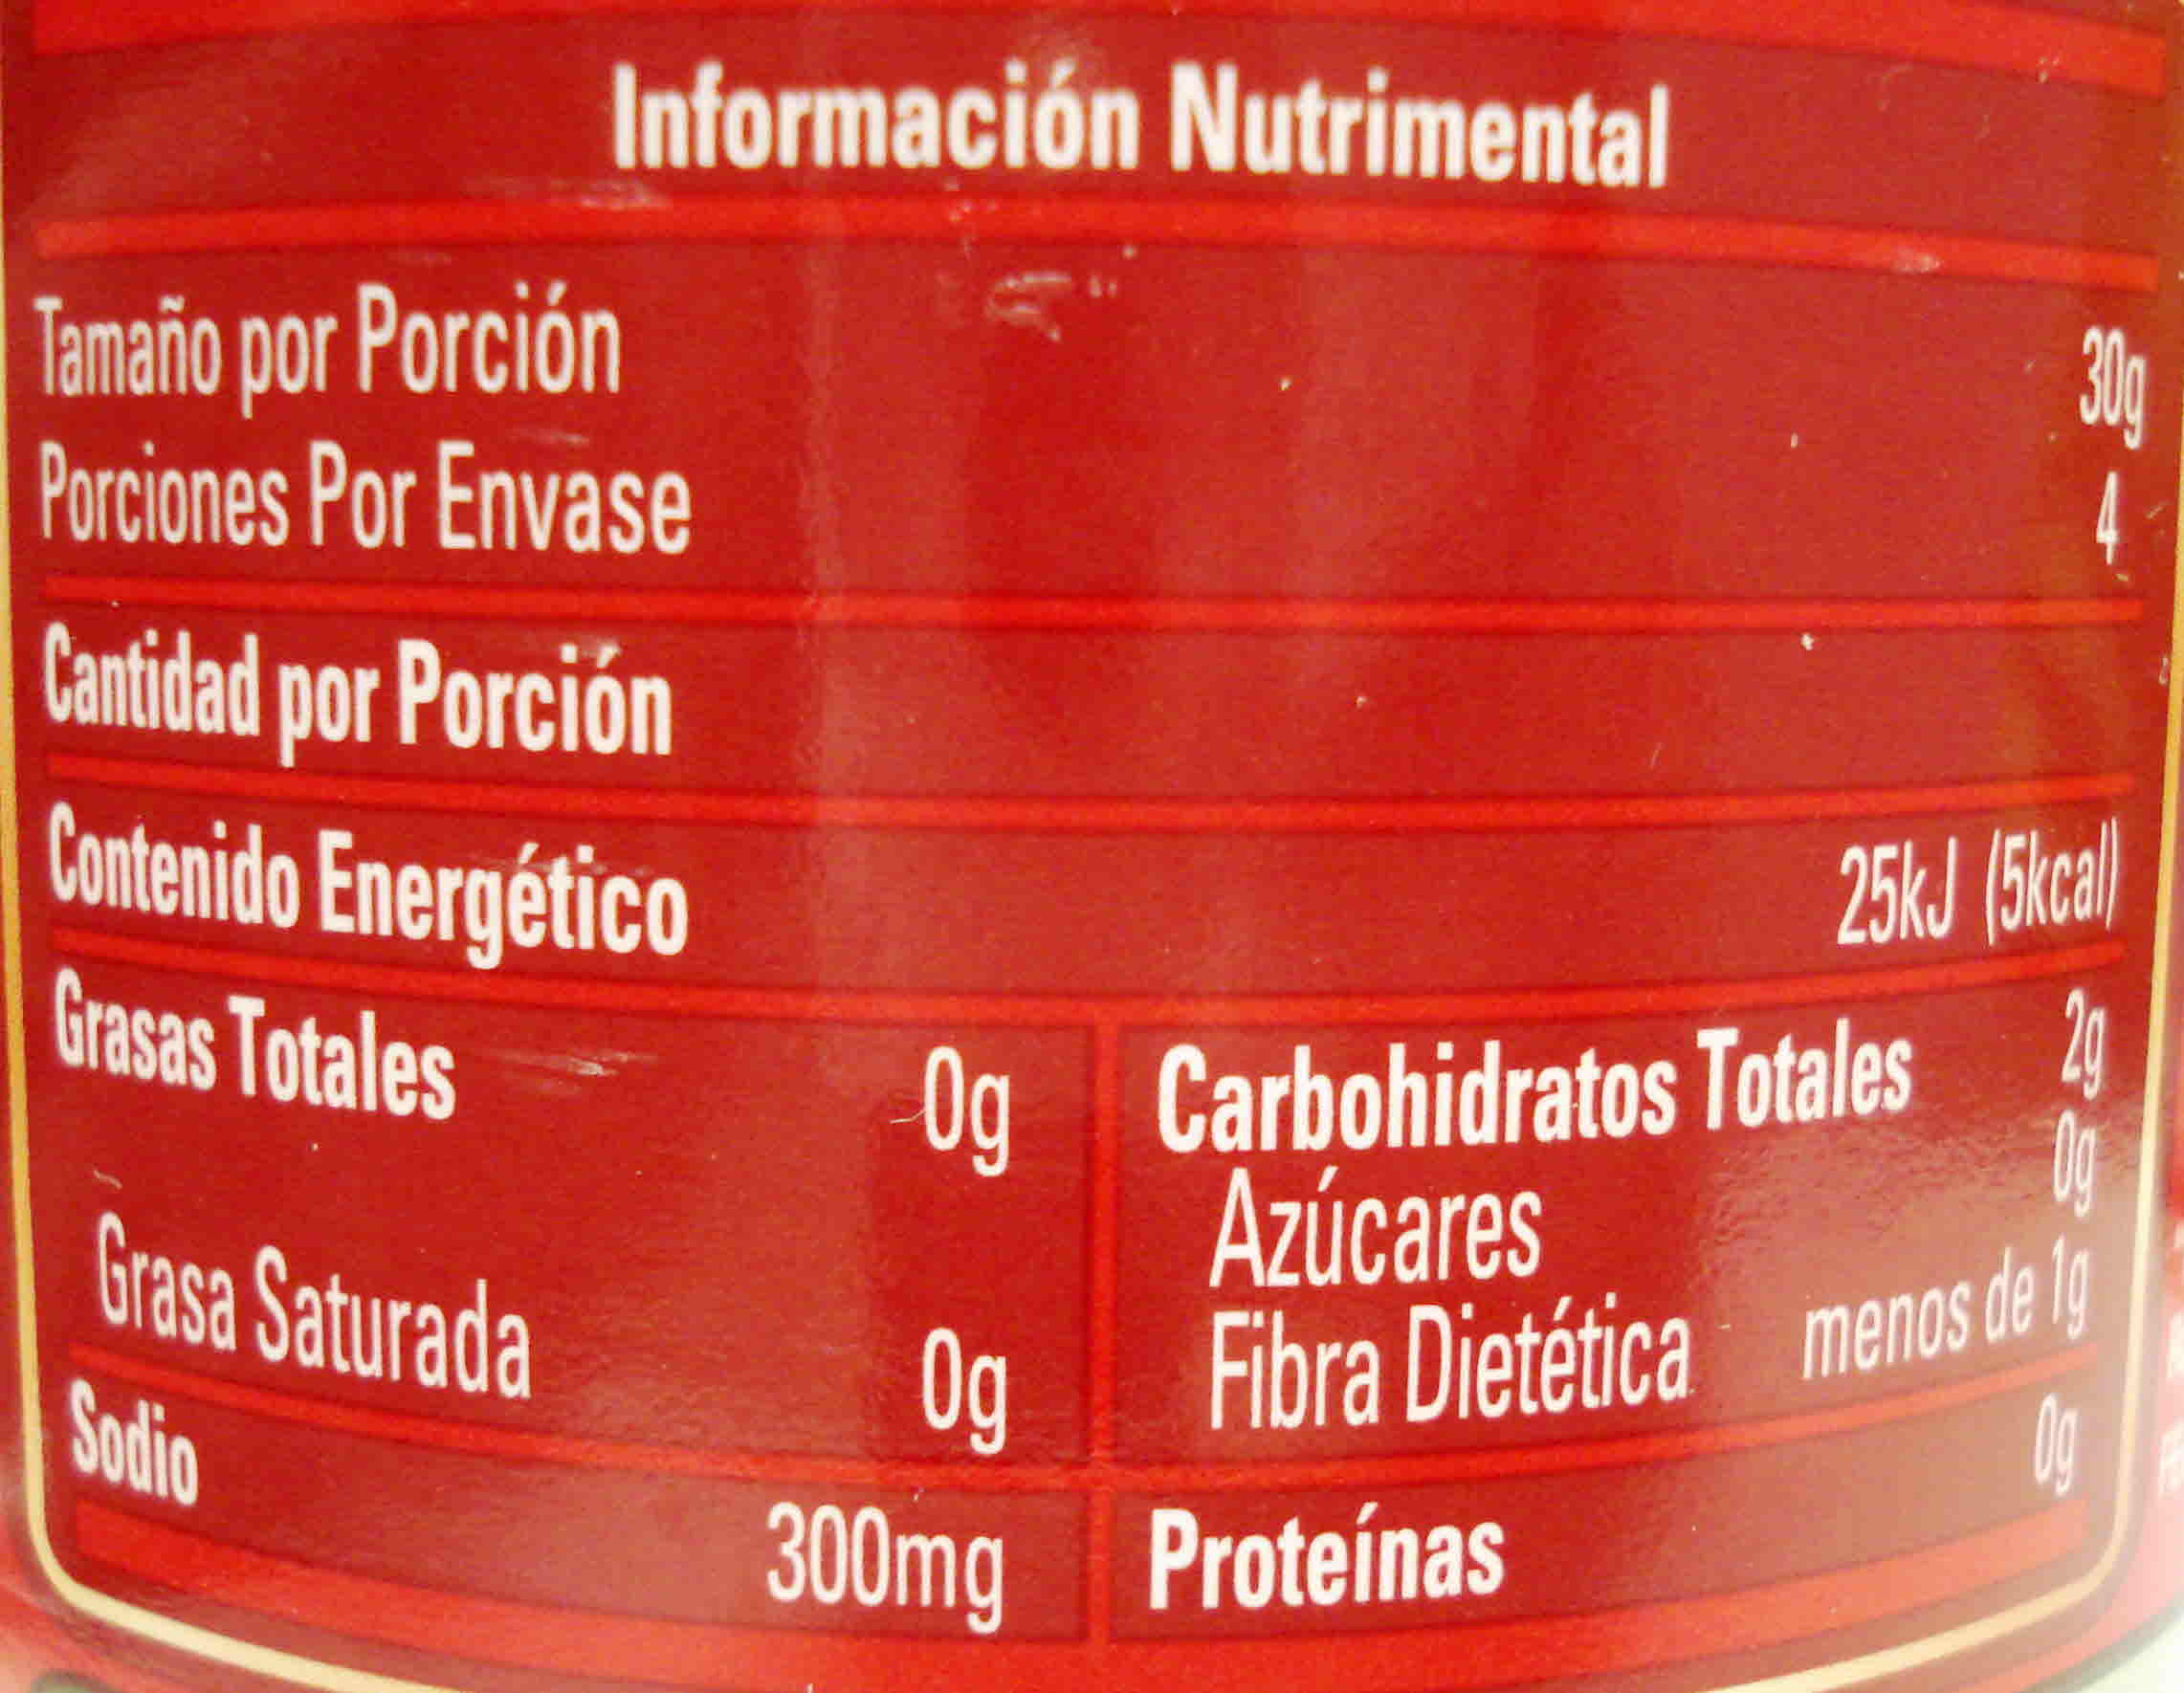 Información Nutrimental
Tamaño por Porción 30g
Porciones Por Envase 4
Cantidad por Porción
Contenido Energético 25kJ (5kcal)
Grasas Totales 0g
Grasa Saturada 0g
Sodio 300mg
Carbohidratos Totales 2g
Azúcares 0g
Fibra Dietética menos de 1g
Proteínas 0g